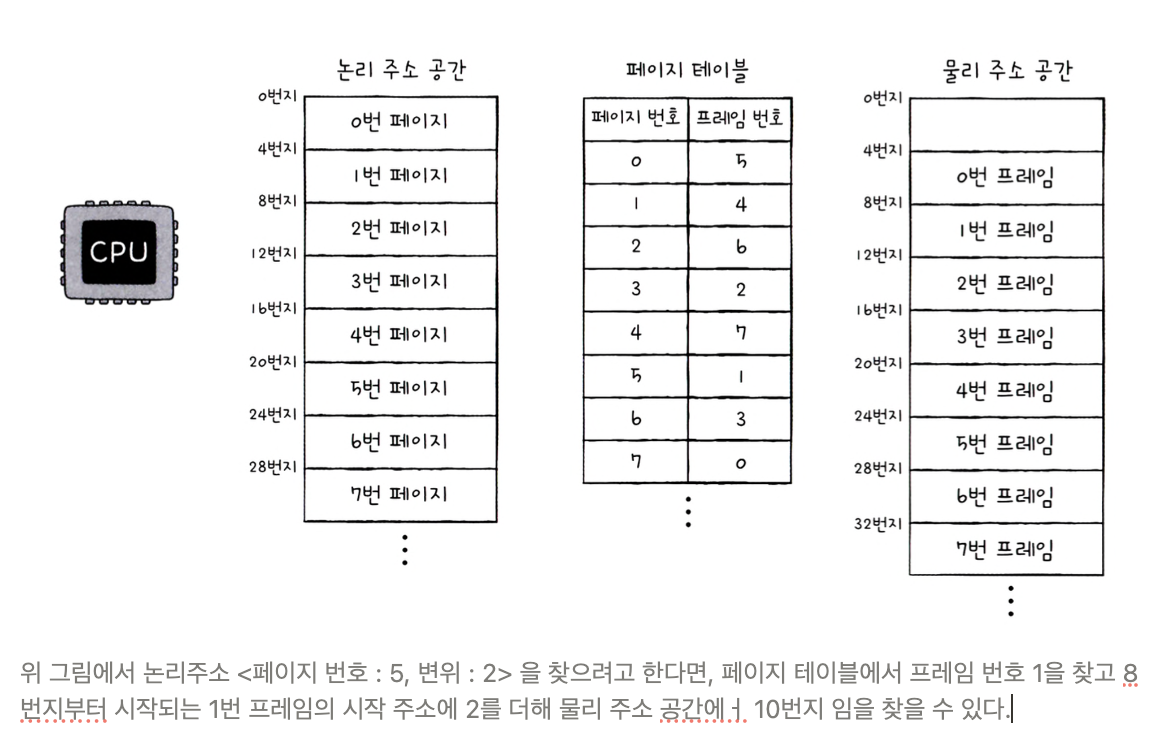 논리 주소 공간
페이지 테이블
물리 주소 공간
0번지
0번 페이지
4번지
1번 페이지
8번지
2번 페이지
12번지
3번 페이지
16번지
4번 페이지
20번지
5번 페이지
24번지
6번 페이지
28번지
7번 페이지
CPU
페이지 번호 프레임 번호
0 5
1 4
2 6
3 2
4 7
5 1
6 3
7 0
0번지
4번지
0번 프레임
8번지
1번 프레임
12번지
2번 프레임
16번지
3번 프레임
20번지
4번 프레임
24번지
5번 프레임
28번지
6번 프레임
32번지
7번 프레임
위 그림에서 논리주소 <페이지 번호 : 5, 변위 : 2> 을 찾으려고 한다면, 페이지 테이블에서 프레임 번호 1을 찾고 8
번지부터 시작되는 1번 프레임의 시작 주소에 2를 더해 물리 주소 공간에ㅓ 10번지 임을 찾을 수 있다.